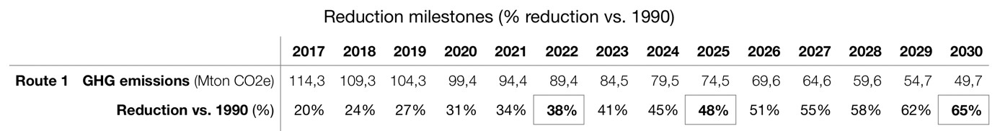 Reduction milestones (% reduction vs. 1990)
2017 2018 2019 2020 2021 2022 2023 2024 2025 2026 2027 2028 2029 2030
Route 1 GHG emissions (Mton CO2e) 114,3 109,3 104,3 99,4 94,4 89,4 84,5 79,5 74,5 69,6 64,6 59,6 54,7 49,7
Reduction vs. 1990 (%) 20% 24% 27% 31% 34% 38% 41% 45% 48% 51% 55% 58% 62% 65%